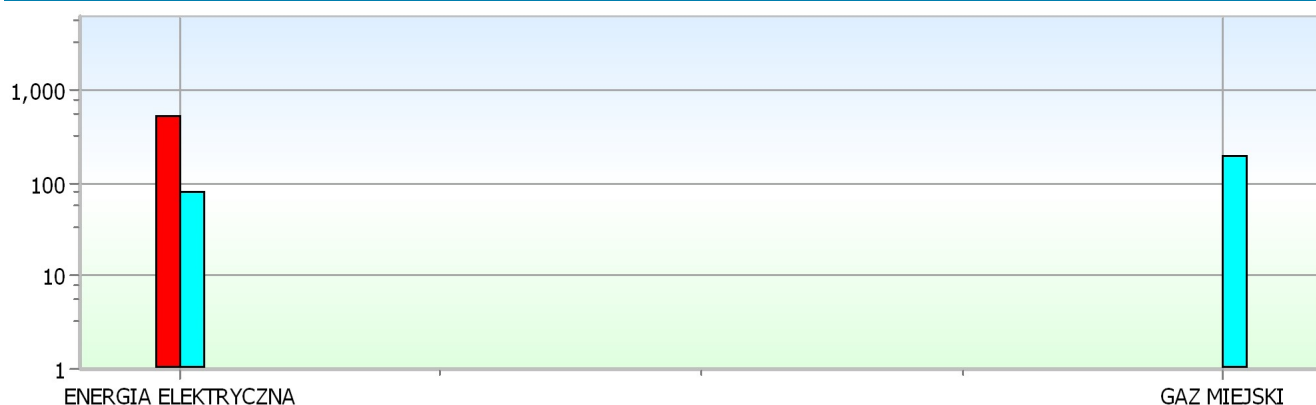 1,000
100
10
1
ENERGIA ELEKTRYCZNA GAZ MIEJSKI